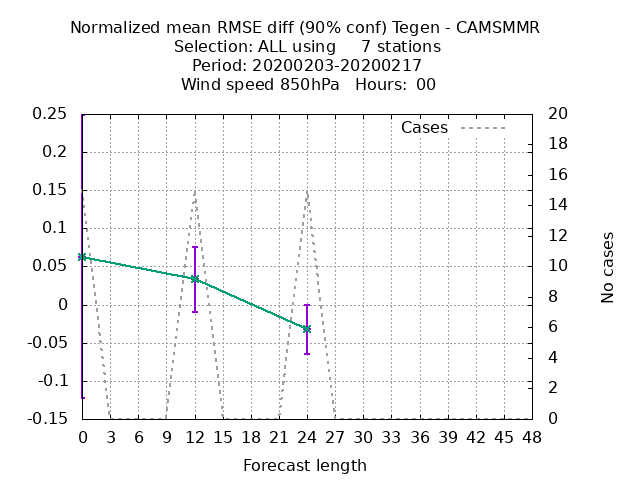 Normalized mean RMSE diff (90% conf) Tegen - CAMSMMR
Selection: ALL using     7 stations
Period: 20200203-20200217
Wind speed 850hPa   Hours:  00
Cases
0.25
0.2
0.15
0.1
0.05
0
-0.05
-0.1
-0.15
20
18
16
14
12
10
8
6
4
2
0
No cases
0 3 6 9 12 15 18 21 24 27 30 33 36 39 42 45 48
Forecast length